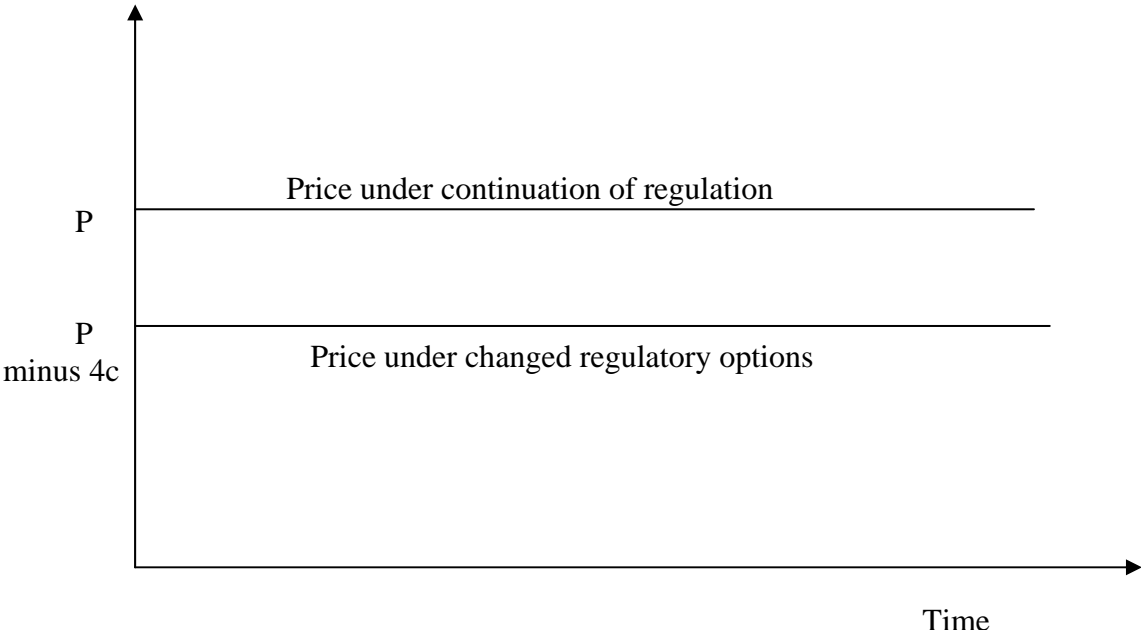 Price under continuation of regulation
P
P
minus 4c
Price under changed regulatory options
Time